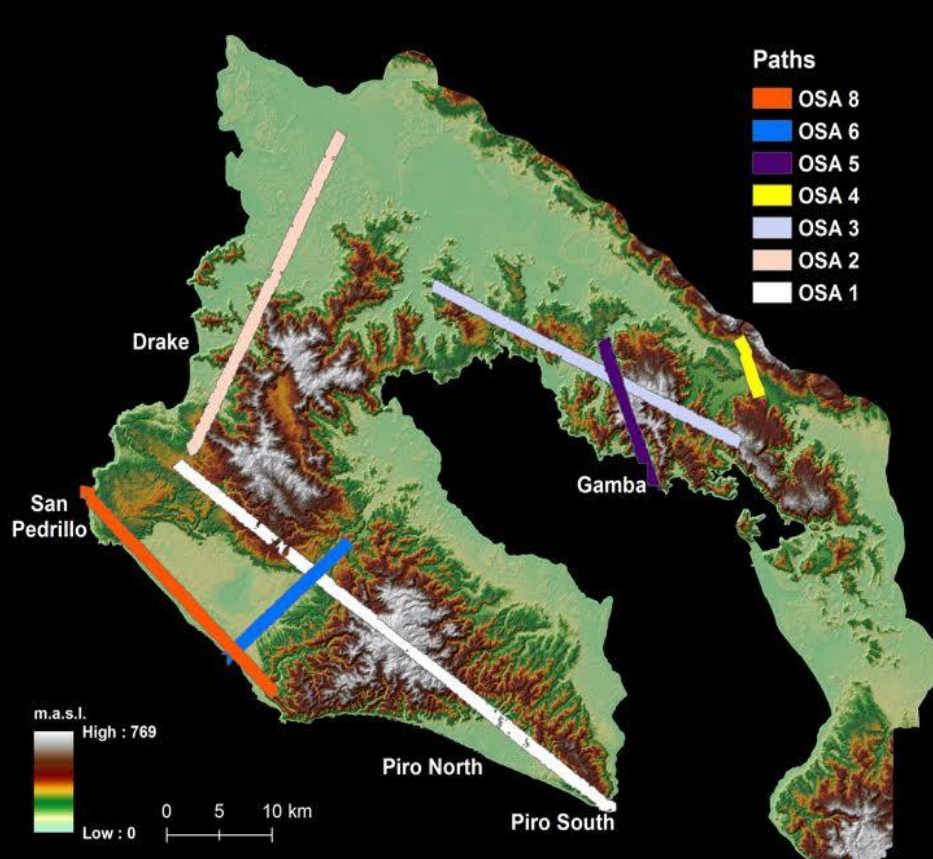 Paths
OSA 8
OSA 6
OSA 5
OSA 4
OSA 3
OSA 2
OSA 1
Drake
San
Pedrillo
Gamba
Piro North
Piro South
m.a.s.l.
High : 769
Low : 0
0 5 10 km